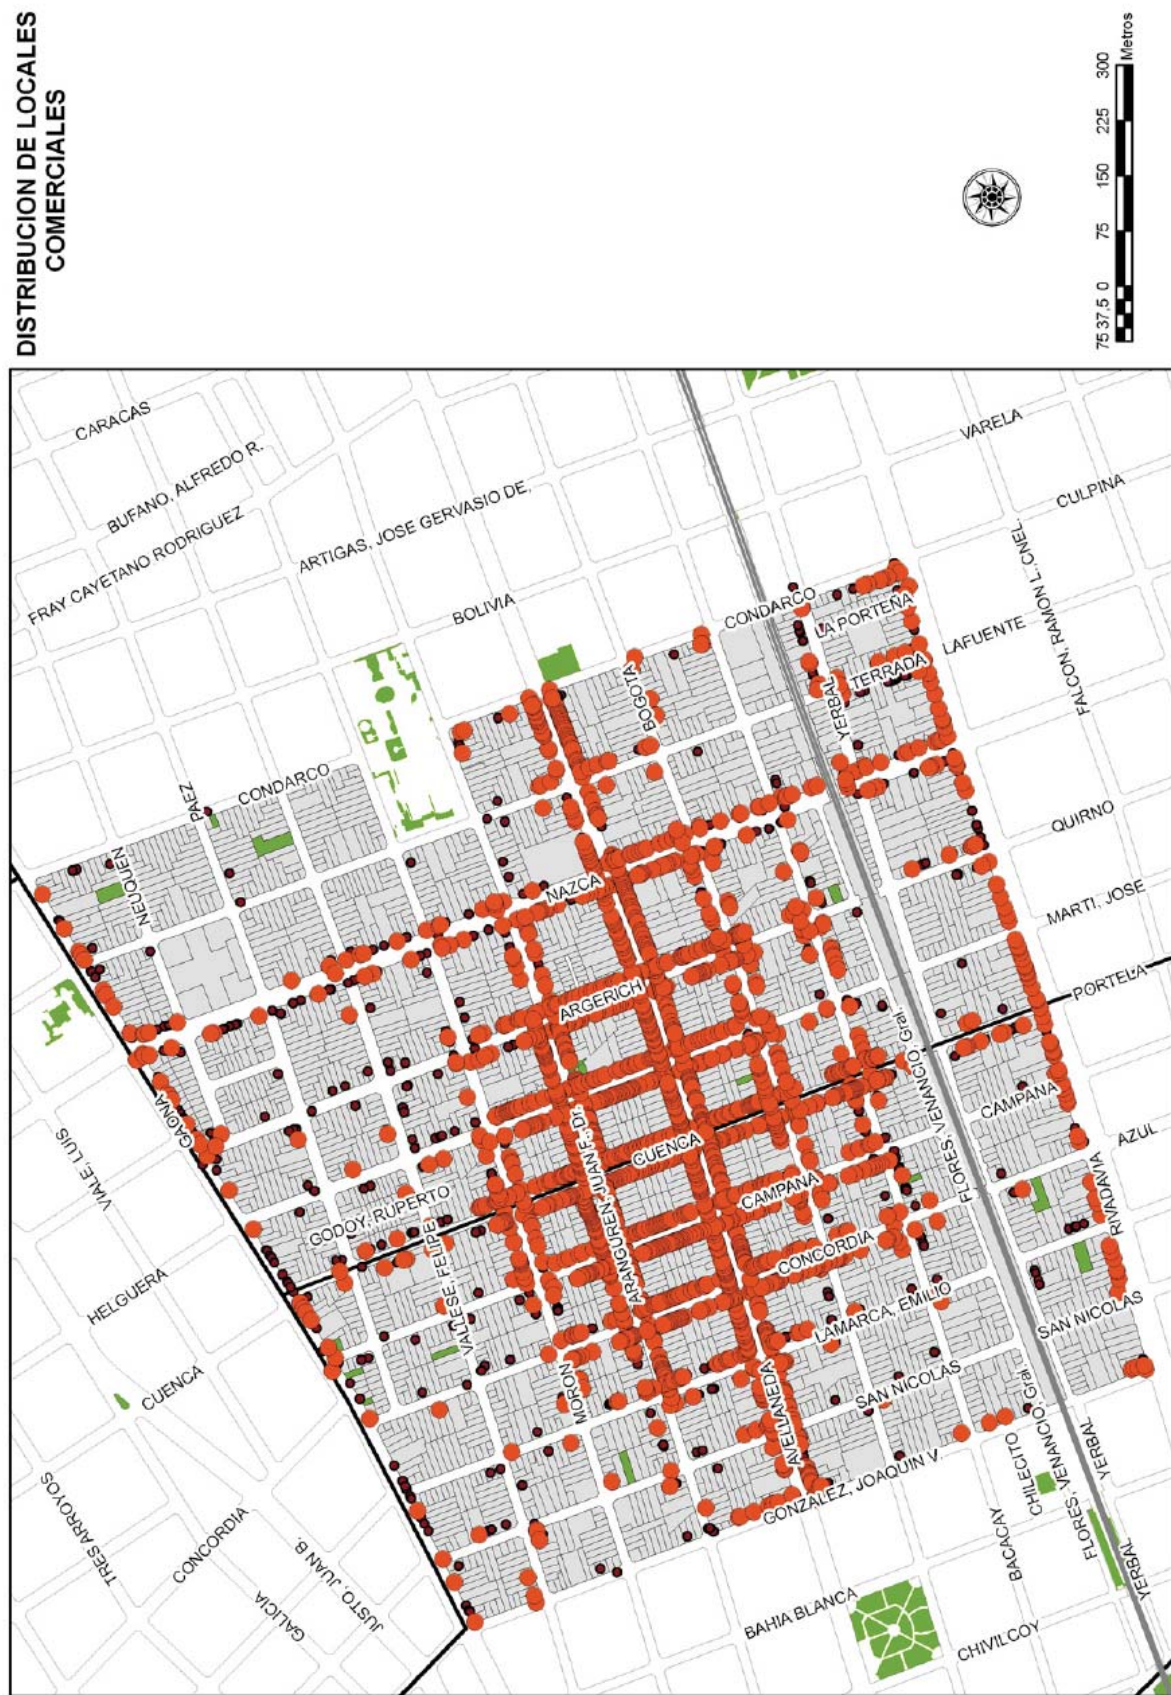 DISTRIBUCION DE LOCALES
COMERCIALES
75 37,5 0 75 150 225 300
Metros
CARACAS
BUFANO, ALFREDO R.
FRAY CAYETANO RODRIGUEZ
ARTIGAS, JOSE GERVASIO DE,
BOLIVIA
CONDARCO
VARELA
CULPINA
FALCON, RAMON L.,CNEL.
LAFUENTE
LA PORTEÑA
TERRADA
YERBAL
BOGOTA
CONDARCO
PAEZ
NEUQUEN
NAZCA
QUIRNO
MARTI, JOSE
PORTELA
ARGERICH
GAONA
VIALE, LUIS
HELGUERA
CUENCA
TRES ARROYOS
CONCORDIA
GALICIA
JUSTO, JUAN B.
GODOY, RUPERTO
VALLESE, FELIPE
MORON
ARANGUREN, JUAN F., Dr.
CUENCA
CAMPANA
CONCORDIA
LAMARCA, EMILIO
SAN NICOLAS
AVELLANEDA
GONZALEZ, JOAQUIN V.
FLORES, VENANCIO, Gral.
CAMPANA
AZUL
RIVADAVIA
SAN NICOLAS
CHILECITO
FLORES, VENANCIO, Gral.
YERBAL
BACACAY
YERBAL
BAHIA BLANCA
CHIVILCOY